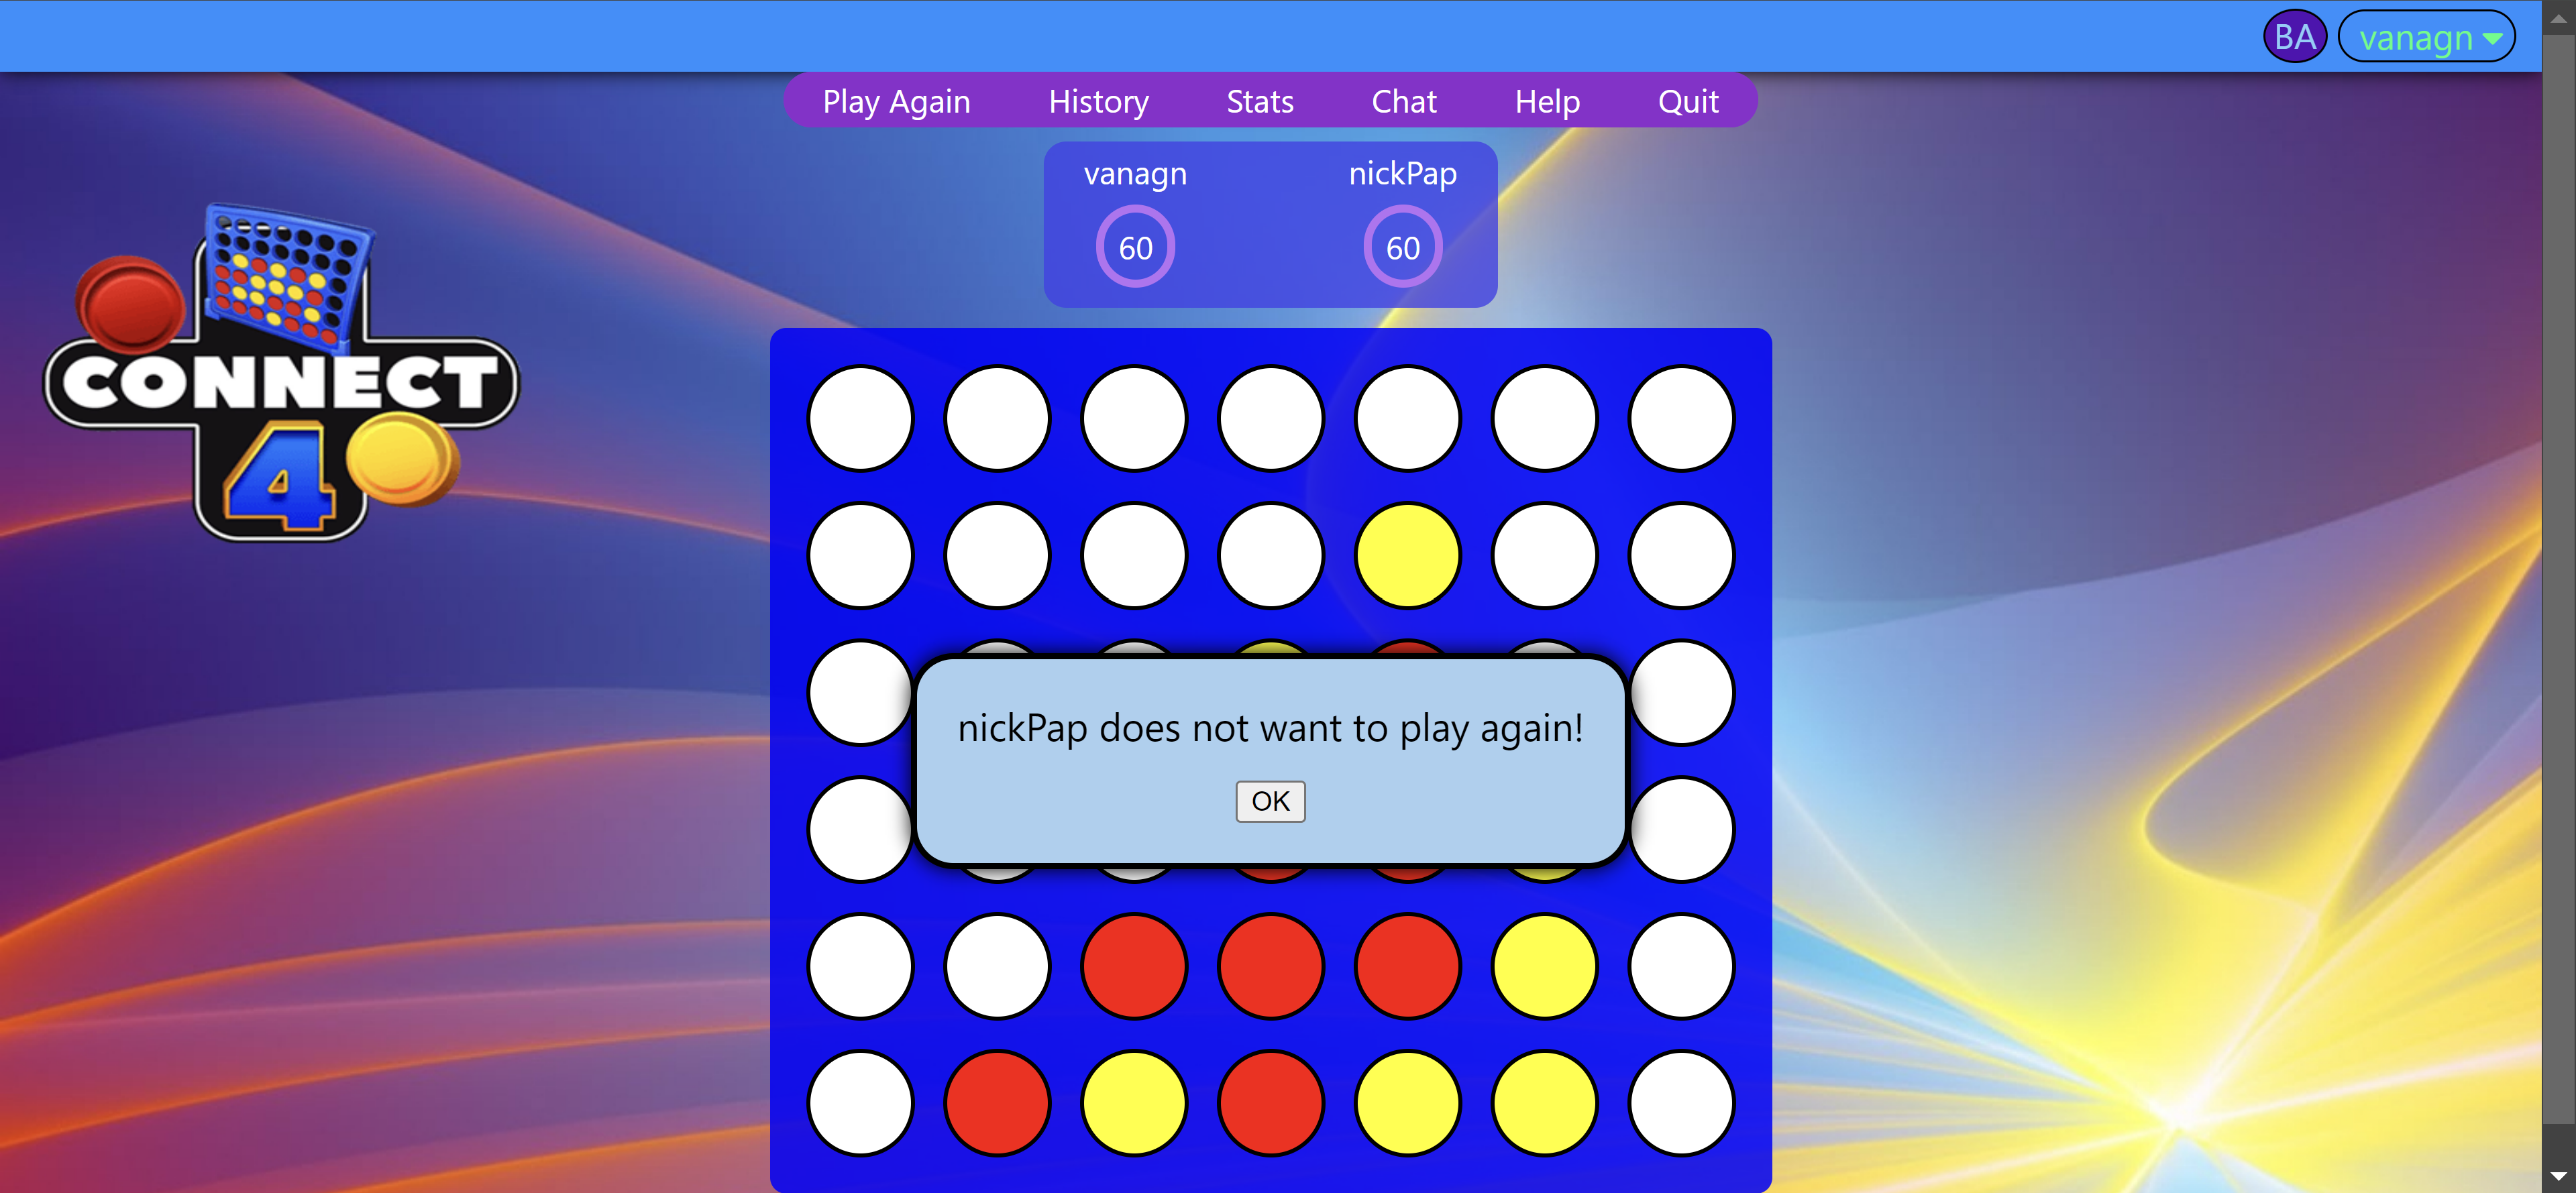 BA vanagn
Play Again History Stats Chat Help Quit
vanagn nickPap
60 60
CONNECT
4
nickPap does not want to play again!
OK